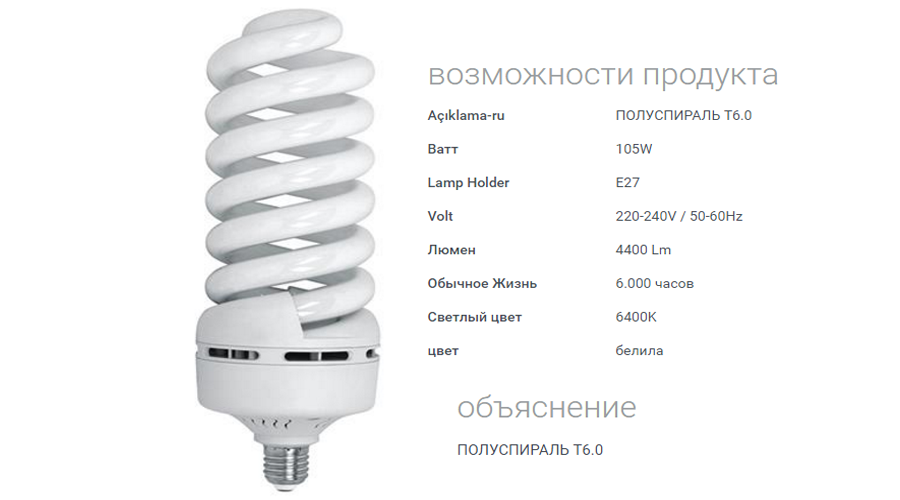 возможности продукта
Açıklama-ru ПОЛУСПИРАЛЬ T6.0
Ватт 105W
Lamp Holder E27
Volt 220-240V / 50-60Hz
Люмен 4400 Lm
Обычное Жизнь 6.000 часов
Светлый цвет 6400K
цвет белила
объяснение
ПОЛУСПИРАЛЬ T6.0